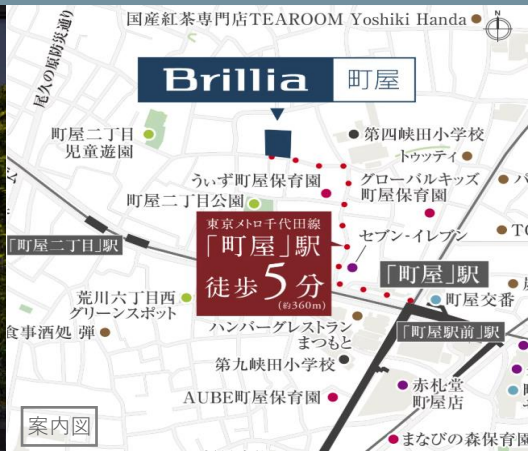 国産紅茶専門店TEAROOM Yoshiki Handa
N
尾久の原防災通り
Brillia 町屋
町屋二丁目
児童遊園
第四峡田小学校
トゥッティ
うぃず町屋保育園
グローバルキッズ
町屋保育園
町屋二丁目公園
東京メトロ千代田線
「町屋」駅
徒歩5分
(約360m)
セブン-イレブン
「町屋二丁目」駅
「町屋」駅
町屋交番
荒川六丁目西
グリーンスポット
ハンバーグレストラン
まつもと
「町屋駅前」駅
食事酒処 弾
第九峡田小学校
赤札堂
町屋店
AUBE町屋保育園
案内図
まなびの森保育園